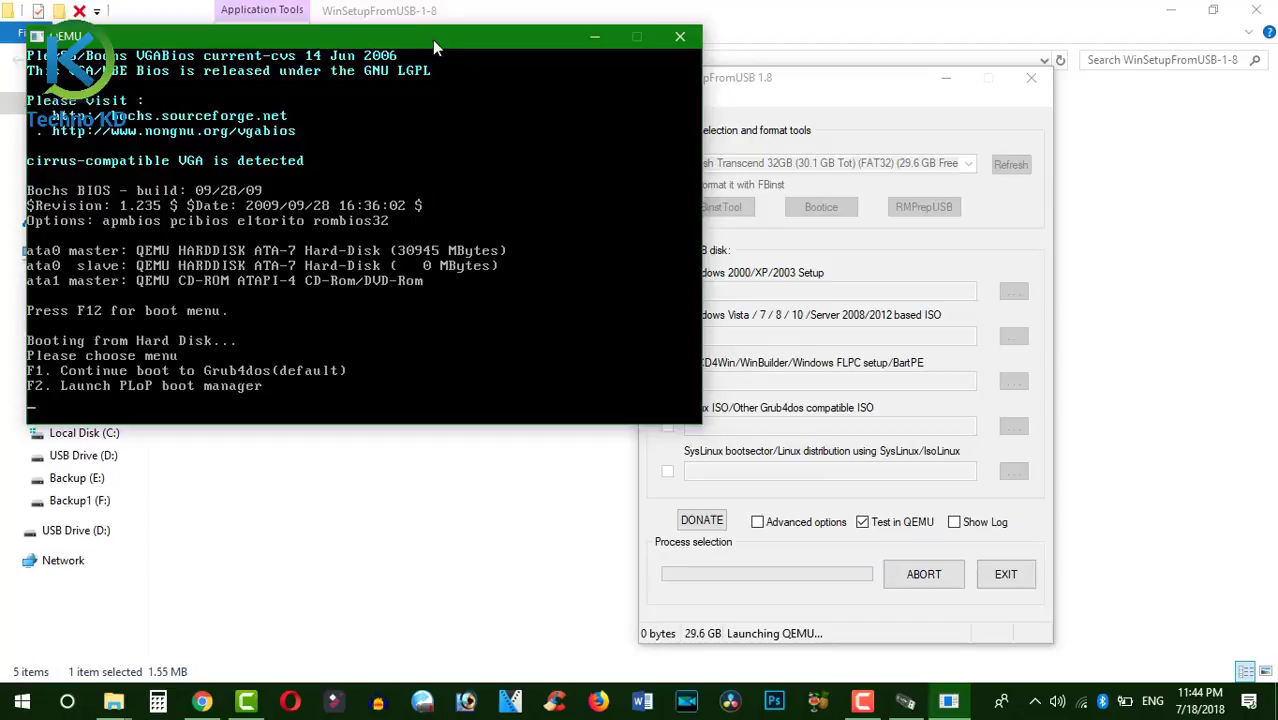 Application Tools
WinSetupFromUSB-1-8
QEMU
Search WinSetupFromUSB-1-8
Plex86/Bochs VGABios current-cvs 14 Jun 2006
This VGA/VBE Bios is released under the GNU LGPL
Please visit :
. http://bochs.sourceforge.net
. http://www.nongnu.org/vgabios
Techno KD
cirrus-compatible VGA is detected
Bochs BIOS - build: 09/28/09
$Revision: 1.235 $ $Date: 2009/09/28 16:36:02 $
Options: apmbios pcibios eltorito rombios32
ata0 master: QEMU HARDDISK ATA-7 Hard-Disk (30945 MBytes)
ata0  slave: QEMU HARDDISK ATA-7 Hard-Disk (   0 MBytes)
ata1 master: QEMU CD-ROM ATAPI-4 CD-Rom/DVD-Rom
Press F12 for boot menu.
Booting from Hard Disk...
Please choose menu
F1. Continue boot to Grub4dos(default)
F2. Launch PLoP boot manager
Local Disk (C:)
USB Drive (D:)
Backup (E:)
Backup1 (F:)
USB Drive (D:)
Network
pFromUSB 1.8
election and format tools
sh Transcend 32GB (30.1 GB Tot) (FAT32) (29.6 GB Free
Refresh
ormat it with FBinst
BinstTool
Bootice
RMPrepUSB
B disk:
dows 2000/XP/2003 Setup
...
dows Vista / 7 / 8 / 10 /Server 2008/2012 based ISO
...
CD4Win/WinBuilder/Windows FLPC setup/BartPE
...
ux ISO/Other Grub4dos compatible ISO
...
SysLinux bootsector/Linux distribution using SysLinux/IsoLinux
...
DONATE
Advanced options
Test in QEMU
Show Log
Process selection
ABORT
EXIT
0 bytes
29.6 GB
Launching QEMU...
5 items
1 item selected
1.55 MB
ENG
11:44 PM
7/18/2018